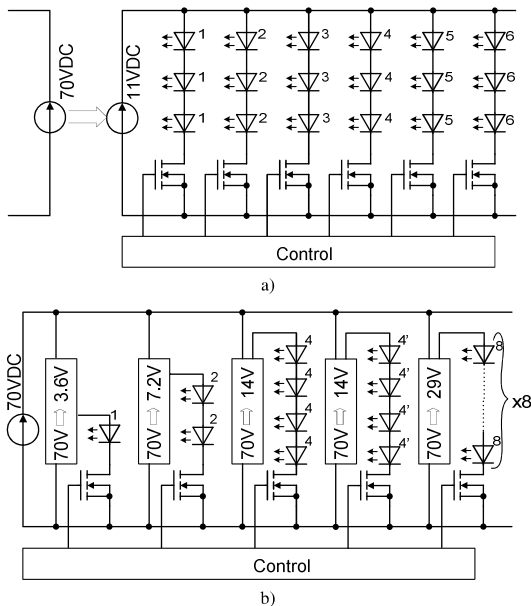 70VDC
11VDC
1 2 3 4 5 6
1 2 3 4 5 6
1 2 3 4 5 6
Control
a)
70VDC
70V ⇨ 3.6V
1
70V ⇨ 7.2V
2
2
70V ⇨ 14V
4
4
4
4
70V ⇨ 14V
4'
4'
4'
4'
70V ⇨ 29V
8
8
x8
Control
b)